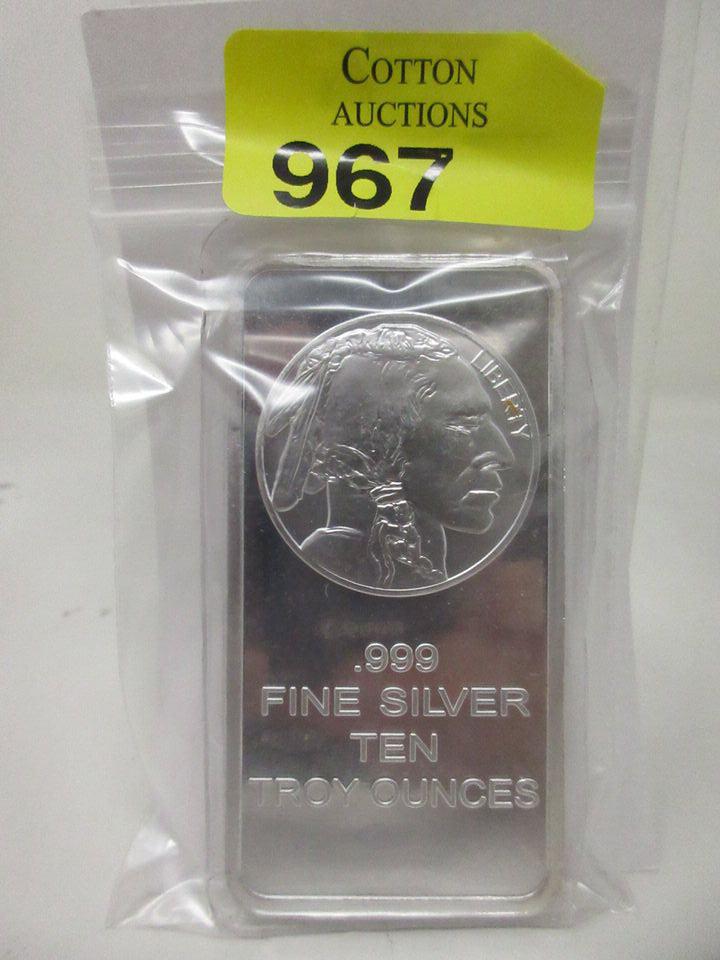 COTTON
AUCTIONS
967
LIBERTY
.999
FINE SILVER
TEN
TROY OUNCES